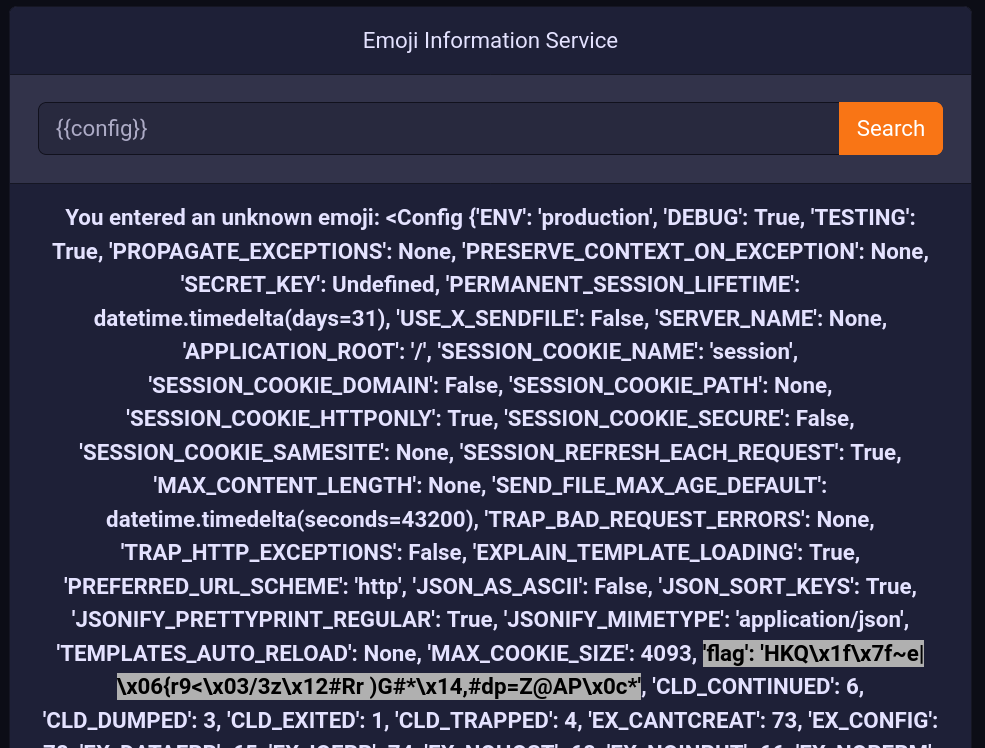 Emoji Information Service
{{config}}
Search
You entered an unknown emoji: <Config {'ENV': 'production', 'DEBUG': True, 'TESTING':
True, 'PROPAGATE_EXCEPTIONS': None, 'PRESERVE_CONTEXT_ON_EXCEPTION': None,
'SECRET_KEY': Undefined, 'PERMANENT_SESSION_LIFETIME':
datetime.timedelta(days=31), 'USE_X_SENDFILE': False, 'SERVER_NAME': None,
'APPLICATION_ROOT': '/', 'SESSION_COOKIE_NAME': 'session',
'SESSION_COOKIE_DOMAIN': False, 'SESSION_COOKIE_PATH': None,
'SESSION_COOKIE_HTTPONLY': True, 'SESSION_COOKIE_SECURE': False,
'SESSION_COOKIE_SAMESITE': None, 'SESSION_REFRESH_EACH_REQUEST': True,
'MAX_CONTENT_LENGTH': None, 'SEND_FILE_MAX_AGE_DEFAULT':
datetime.timedelta(seconds=43200), 'TRAP_BAD_REQUEST_ERRORS': None,
'TRAP_HTTP_EXCEPTIONS': False, 'EXPLAIN_TEMPLATE_LOADING': True,
'PREFERRED_URL_SCHEME': 'http', 'JSON_AS_ASCII': False, 'JSON_SORT_KEYS': True,
'JSONIFY_PRETTYPRINT_REGULAR': True, 'JSONIFY_MIMETYPE': 'application/json',
'TEMPLATES_AUTO_RELOAD': None, 'MAX_COOKIE_SIZE': 4093, 'flag': 'HKQ\x1f\x7f~e|
\x06{r9<\x03/3z\x12#Rr )G#*\x14,#dp=Z@AP\x0c*', 'CLD_CONTINUED': 6,
'CLD_DUMPED': 3, 'CLD_EXITED': 1, 'CLD_TRAPPED': 4, 'EX_CANTCREAT': 73, 'EX_CONFIG':